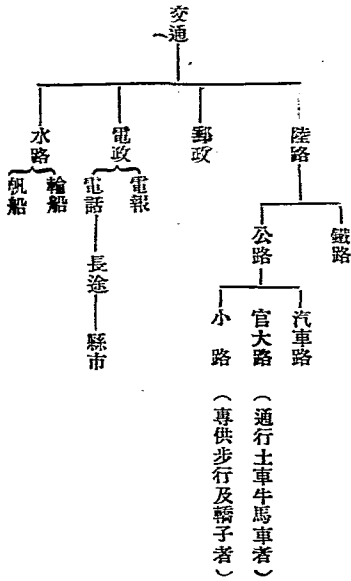 交通
陸路
郵政
電政
水路
鐵路
公路
電報
電話
輪船
帆船
汽車路
官大路（通行土車牛馬車者）
小路（專供步行及轎子者）
長途
縣市